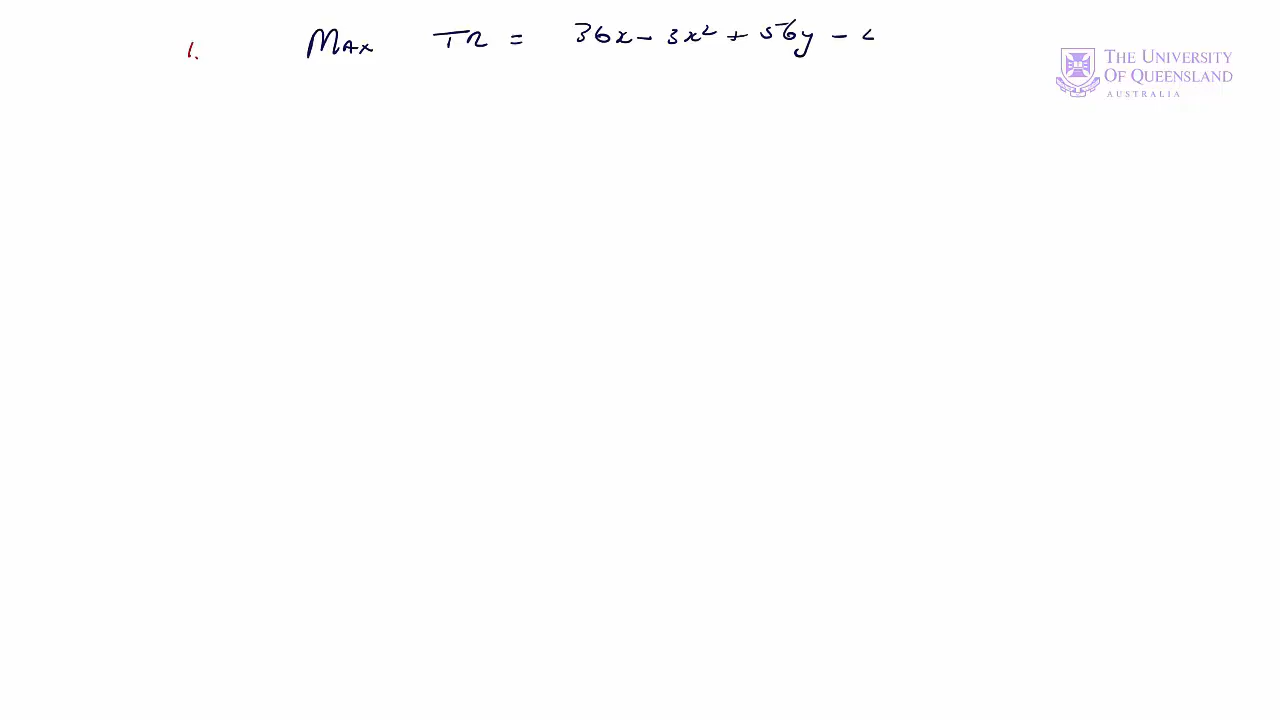 1. Max TR = 36x - 3x² + 56y -
THE UNIVERSITY
OF QUEENSLAND
AUSTRALIA